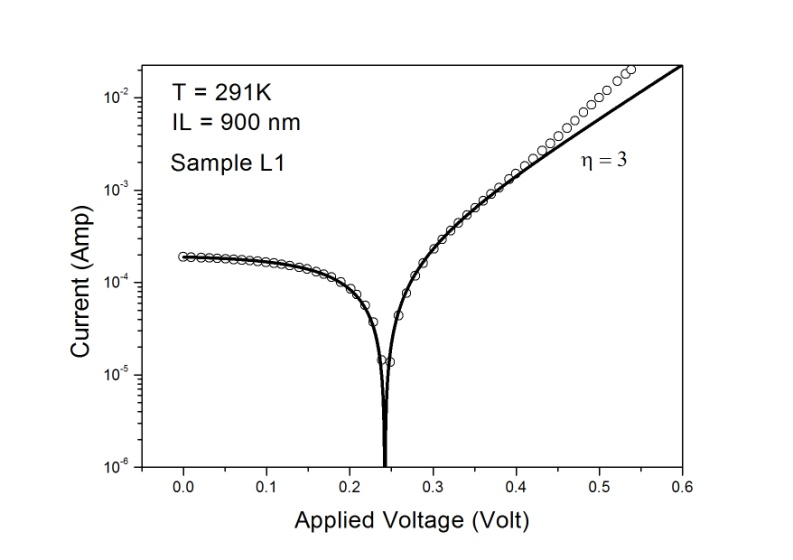 T = 291K
IL = 900 nm
Sample L1
η = 3
Current (Amp)
10⁻²
10⁻³
10⁻⁴
10⁻⁵
10⁻⁶
0.0 0.1 0.2 0.3 0.4 0.5 0.6
Applied Voltage (Volt)